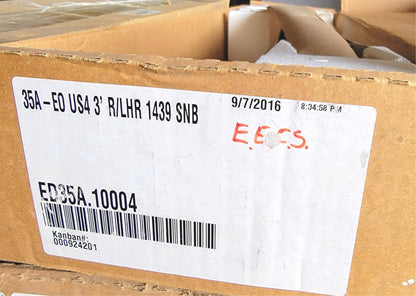 35A-EO US4 3' R/LHR 1439 SNB
9/7/2016 8:34:58 PM
E.E.C.S.
ED35A.10004
Kanban#:
000924201